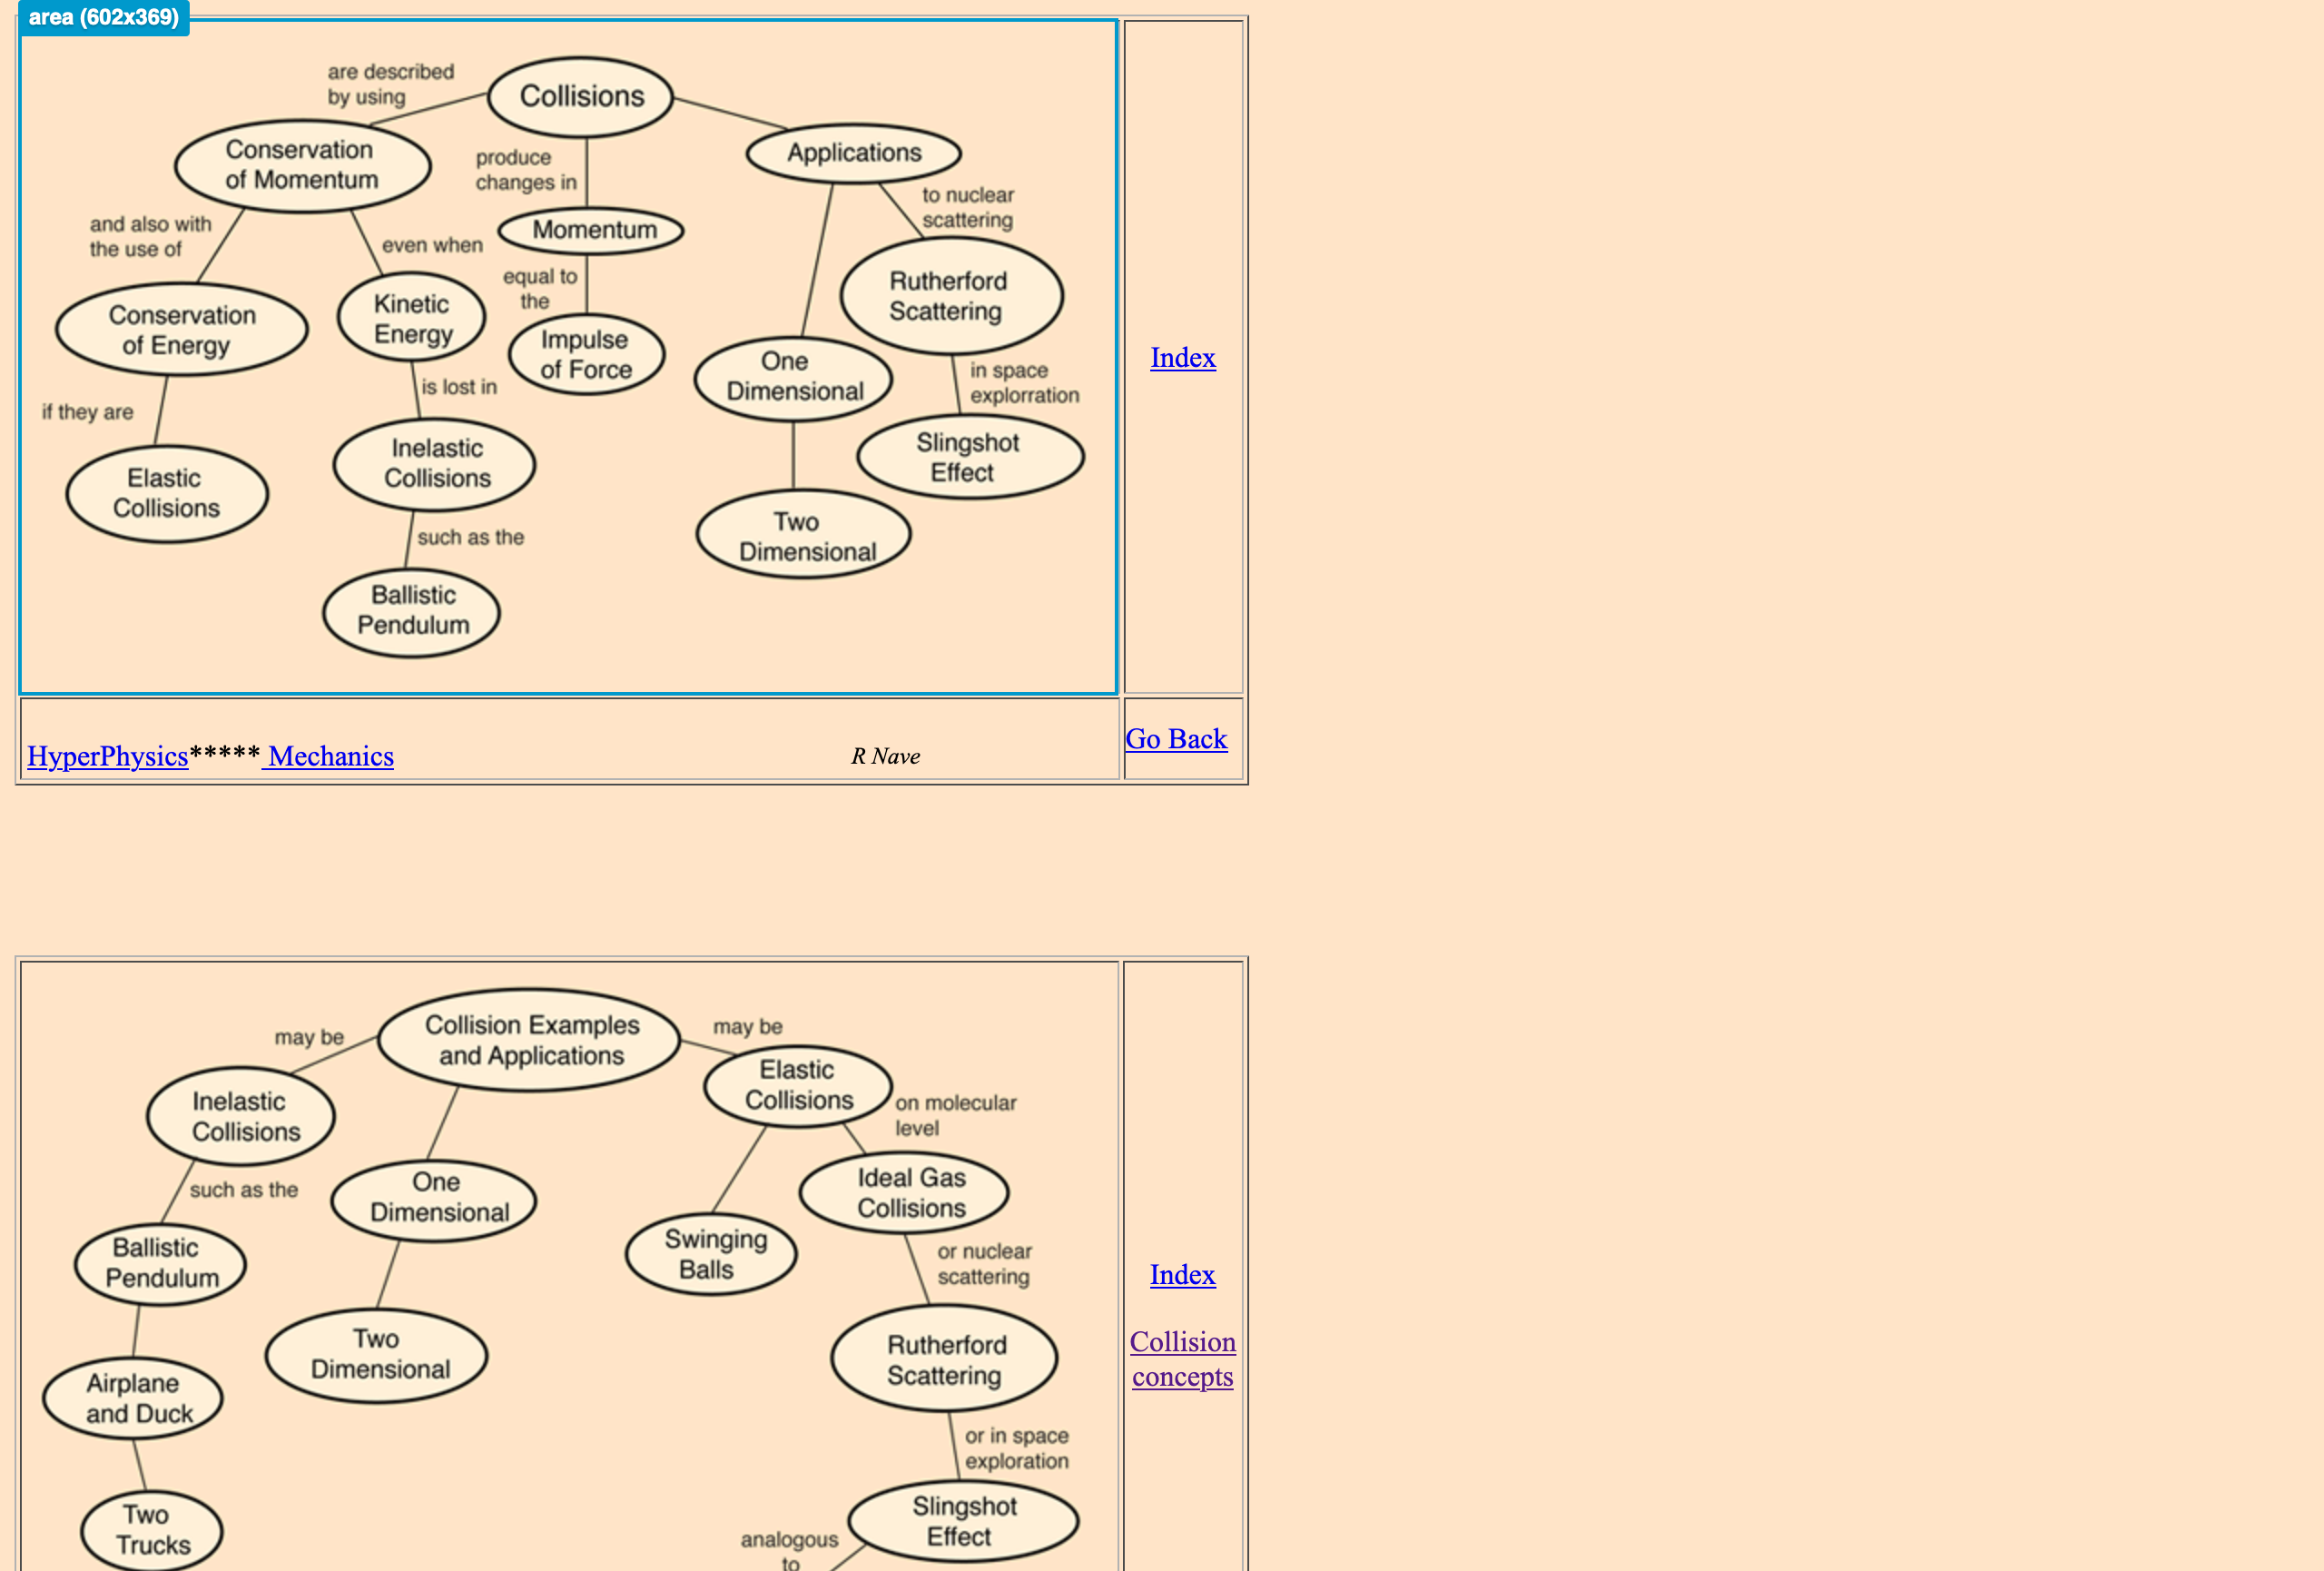 area (602x369)
are described
by using
Collisions
Conservation
of Momentum
produce
changes in
Applications
to nuclear
scattering
and also with
the use of
even when
Momentum
equal to
the
Rutherford
Scattering
Conservation
of Energy
Kinetic
Energy
Impulse
of Force
One
Dimensional
in space
explorration
if they are
is lost in
Elastic
Collisions
Inelastic
Collisions
Slingshot
Effect
Two
Dimensional
such as the
Ballistic
Pendulum
Index
HyperPhysics***** Mechanics
R Nave
Go Back
Collision Examples
and Applications
may be
may be
Inelastic
Collisions
Elastic
Collisions
on molecular
level
such as the
One
Dimensional
Ideal Gas
Collisions
Ballistic
Pendulum
Swinging
Balls
or nuclear
scattering
Two
Dimensional
Rutherford
Scattering
Airplane
and Duck
or in space
exploration
Two
Trucks
Slingshot
Effect
analogous
to
Index
Collision
concepts